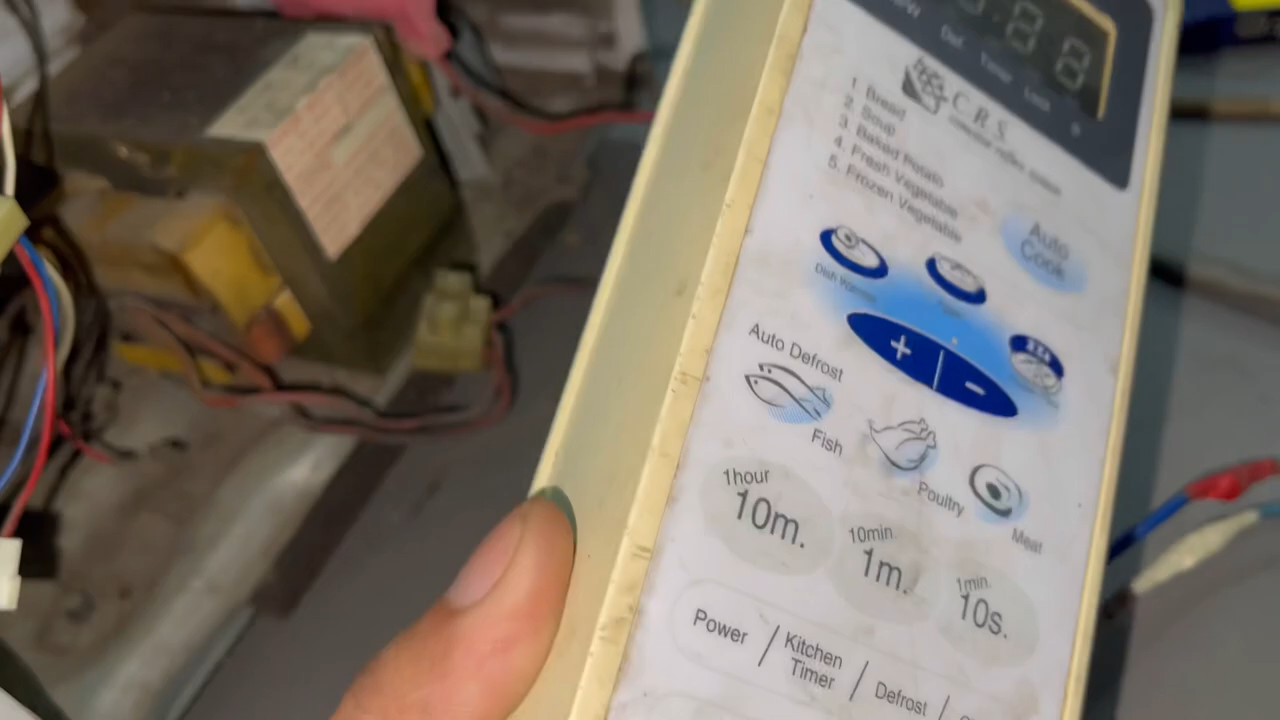 Def.
Timer
Lock
C.R.S.
1 Bread
2 Soup
3. Baked Potato
4. Fresh Vegetable
5. Frozen Vegetable
Auto
Cook
+ -
Auto Defrost
Fish
Poultry
Meat
1hour
10m.
10min.
1m.
1min.
10s.
Power / Kitchen
Timer / Defrost /